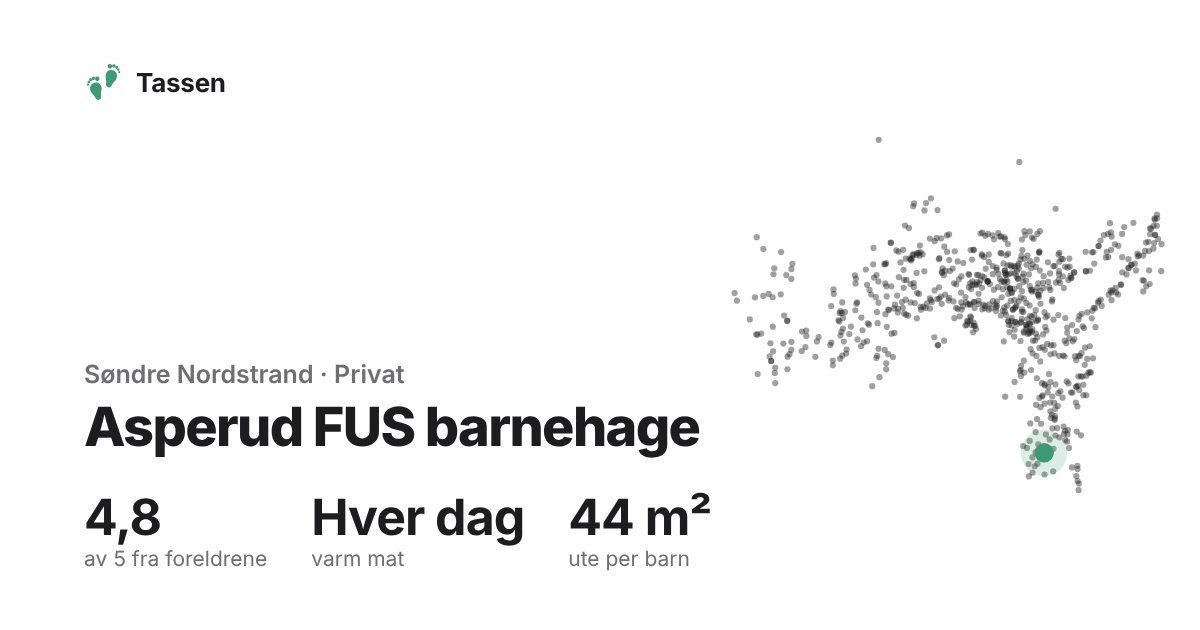 Tassen
Søndre Nordstrand · Privat
Asperud FUS barnehage
4,8 Hver dag 44 m²
av 5 fra foreldrene varm mat ute per barn